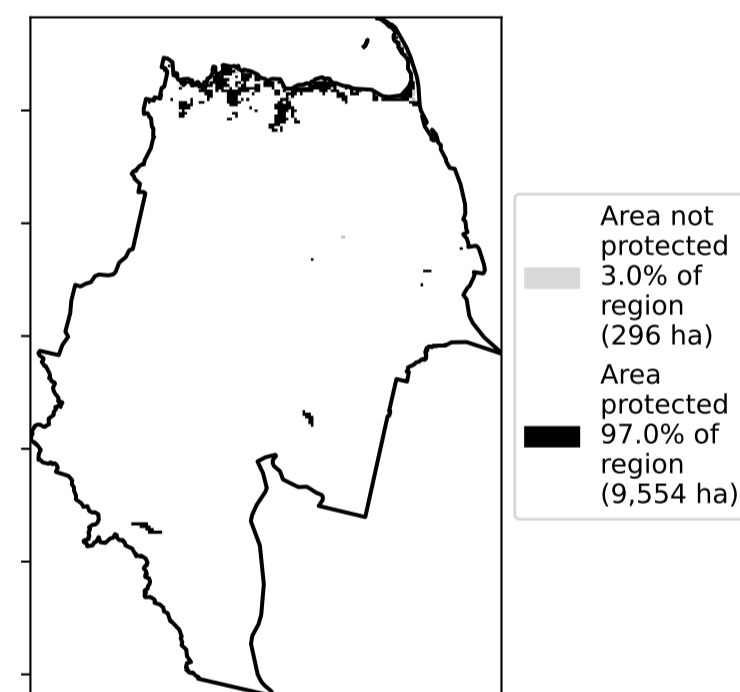 Area not
protected
3.0% of
region
(296 ha)
Area
protected
97.0% of
region
(9,554 ha)